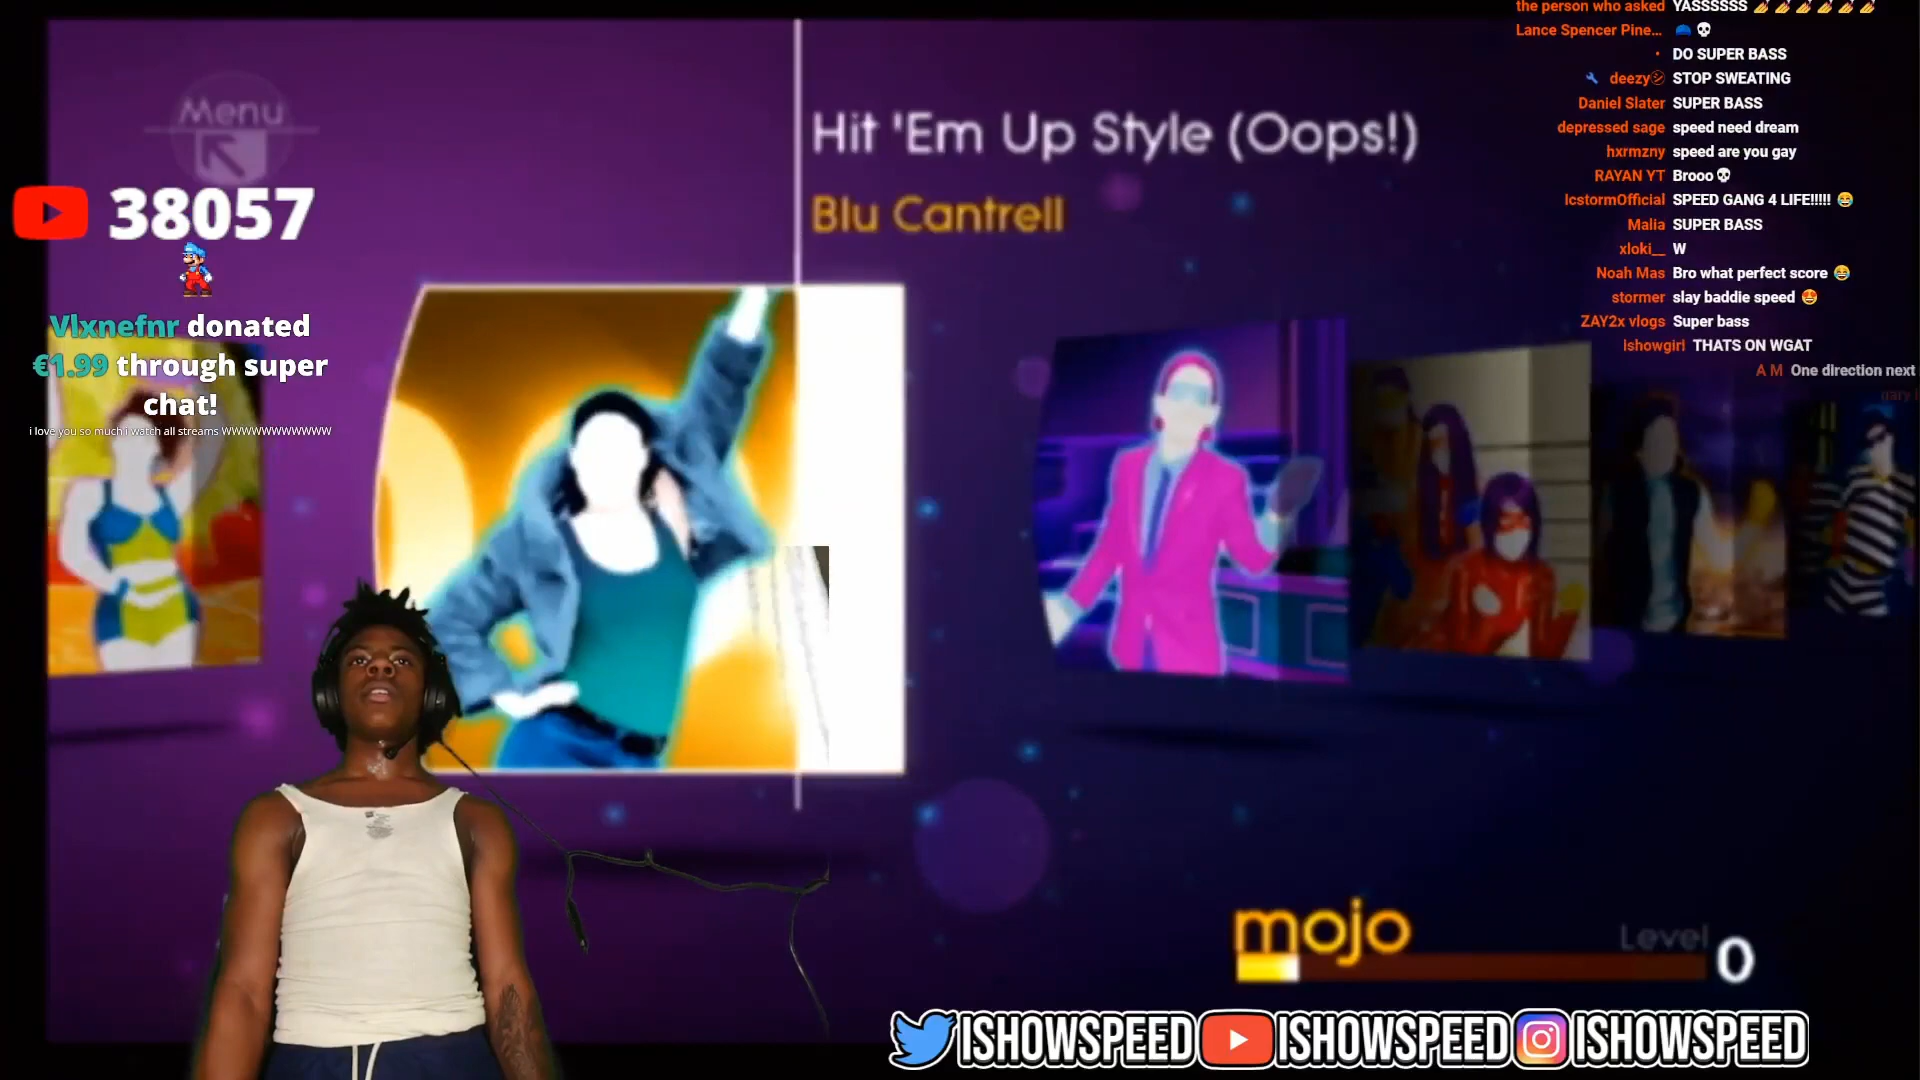 Menu
Hit 'Em Up Style (Oops!)
Blu Cantrell
38057
Vlxnefnr donated
€1.99 through super
chat!
i love you so much i watch all streams WWWWWWWWWWW
the person who asked YASSSSSS 💅💅💅💅💅💅
Lance Spencer Pine… 🧢💀
DO SUPER BASS
deezy STOP SWEATING
Daniel Slater SUPER BASS
depressed sage speed need dream
hxrmzny speed are you gay
RAYAN YT Brooo💀
IcstormOfficial SPEED GANG 4 LIFE!!!!! 😂
Malia SUPER BASS
xloki__ W
Noah Mas Bro what perfect score 😂
stormer slay baddie speed 🤩
ZAY2x vlogs Super bass
Ishowgirl THATS ON WGAT
A M One direction next
mojo
Level 0
ISHOWSPEED ISHOWSPEED ISHOWSPEED